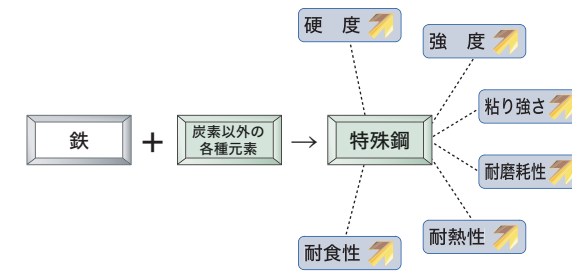 硬　度
強　度
鉄
＋
炭素以外の
各種元素
→
特殊鋼
粘り強さ
耐磨耗性
耐熱性
耐食性